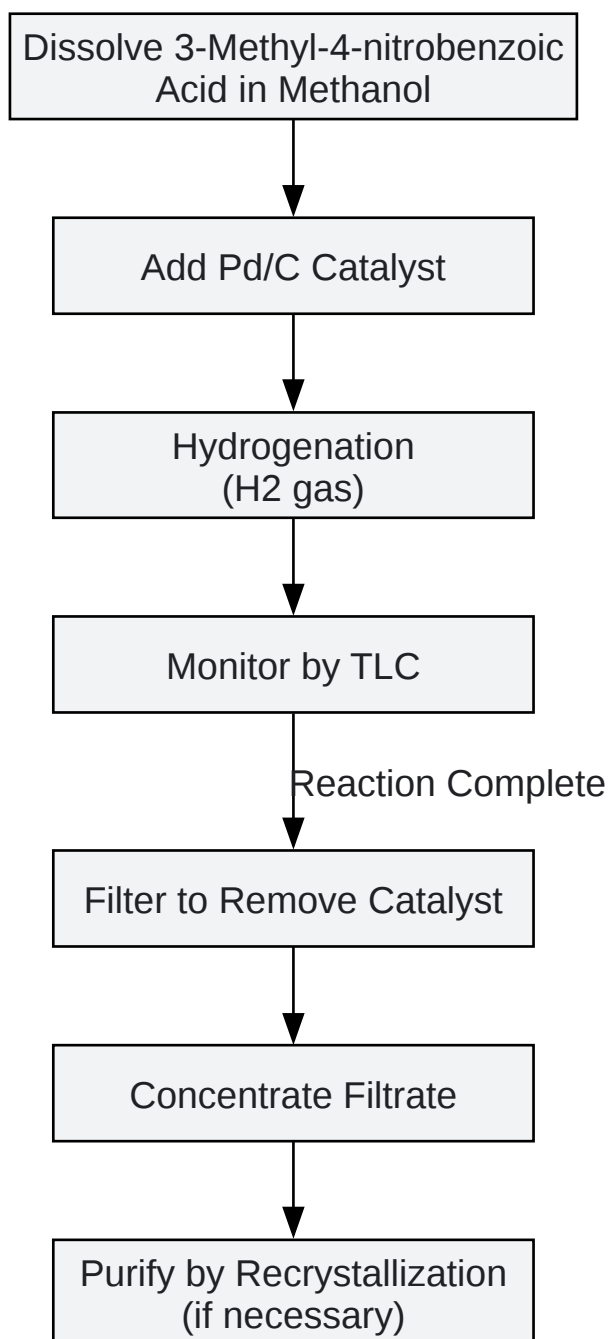 Dissolve 3-Methyl-4-nitrobenzoic
Acid in Methanol
Add Pd/C Catalyst
Hydrogenation
(H2 gas)
Monitor by TLC
Reaction Complete
Filter to Remove Catalyst
Concentrate Filtrate
Purify by Recrystallization
(if necessary)